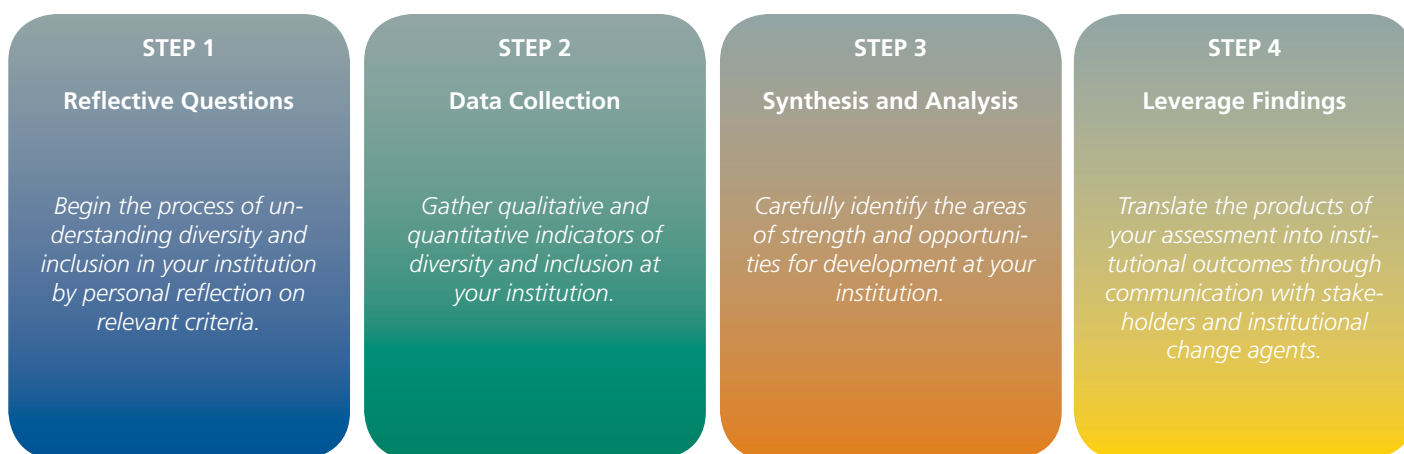 STEP 1
Reflective Questions
Begin the process of un-
derstanding diversity and
inclusion in your institution
by personal reflection on
relevant criteria.
STEP 2
Data Collection
Gather qualitative and
quantitative indicators of
diversity and inclusion at
your institution.
STEP 3
Synthesis and Analysis
Carefully identify the areas
of strength and opportuni-
ties for development at your
institution.
STEP 4
Leverage Findings
Translate the products of
your assessment into insti-
tutional outcomes through
communication with stake-
holders and institutional
change agents.